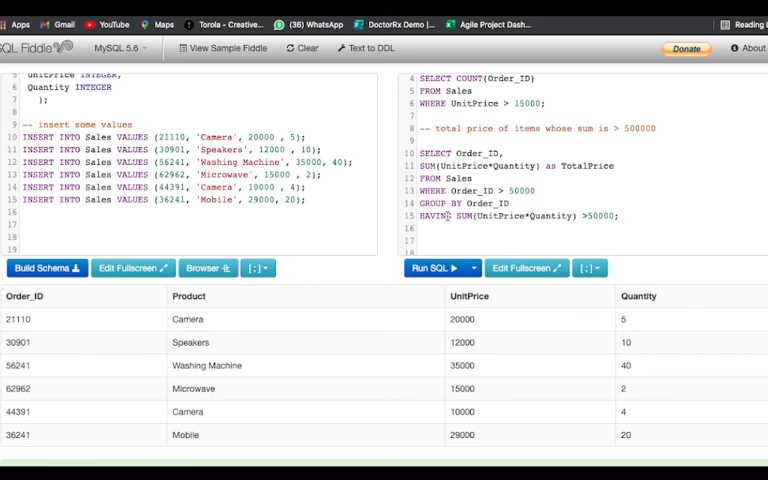 Apps Gmail YouTube Maps Torola - Creative... (36) WhatsApp DoctorRx Demo |... Agile Project Dash... Reading
SQL Fiddle MySQL 5.6 View Sample Fiddle Clear Text to DDL Donate About
5 UnitPrice INTEGER,
6 Quantity INTEGER
7 );
8
9 -- insert some values
10 INSERT INTO Sales VALUES (21110, 'Camera', 20000 , 5);
11 INSERT INTO Sales VALUES (30901, 'Speakers', 12000 , 10);
12 INSERT INTO Sales VALUES (56241, 'Washing Machine', 35000, 40);
13 INSERT INTO Sales VALUES (62962, 'Microwave', 15000 , 2);
14 INSERT INTO Sales VALUES (44391, 'Camera', 10000 , 4);
15 INSERT INTO Sales VALUES (36241, 'Mobile', 29000, 20);
16
17
18
19
4 SELECT COUNT(Order_ID)
5 FROM Sales
6 WHERE UnitPrice > 15000;
7
8 -- total price of items whose sum is > 500000
9
10 SELECT Order_ID,
11 SUM(UnitPrice*Quantity) as TotalPrice
12 FROM Sales
13 WHERE Order_ID > 50000
14 GROUP BY Order_ID
15 HAVING SUM(UnitPrice*Quantity) >50000;
16
17
18
Build Schema Edit Fullscreen Browser [ ; ] Run SQL Edit Fullscreen [ ; ]
Order_ID Product UnitPrice Quantity
21110 Camera 20000 5
30901 Speakers 12000 10
56241 Washing Machine 35000 40
62962 Microwave 15000 2
44391 Camera 10000 4
36241 Mobile 29000 20